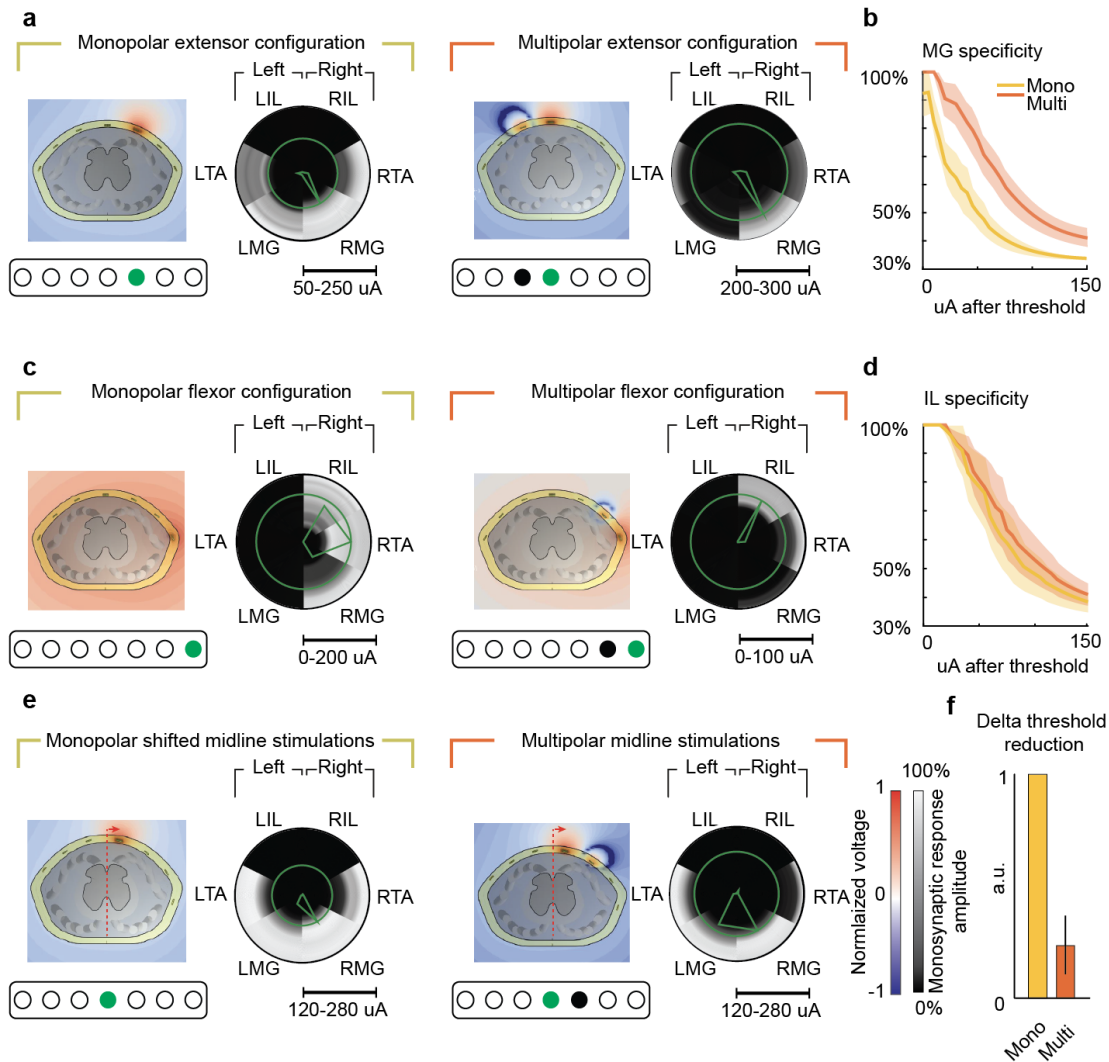 a
Monopolar extensor configuration
Multipolar extensor configuration
b
Left Right
LIL RIL
LTA RTA
LMG RMG
50-250 uA
Left Right
LIL RIL
RTA
LMG RMG
200-300 uA
MG specificity
100%
Mono
Multi
50%
30%
0 150
uA after threshold
c
Monopolar flexor configuration
Multipolar flexor configuration
d
Left Right
LIL RIL
LTA RTA
LMG RMG
0-200 uA
Left Right
LIL RIL
LTA RTA
LMG RMG
0-100 uA
IL specificity
100%
50%
30%
0 150
uA after threshold
e
Monopolar shifted midline stimulations
Multipolar midline stimulations
f
Left Right
LIL RIL
LTA RTA
LMG RMG
120-280 uA
Left Right
LIL RIL
LTA RTA
LMG RMG
120-280 uA
1
0
-1
Normlaized voltage
100%
0%
Monosynaptic response
amplitude
Delta threshold
reduction
1
a.u.
0
Mono
Multi